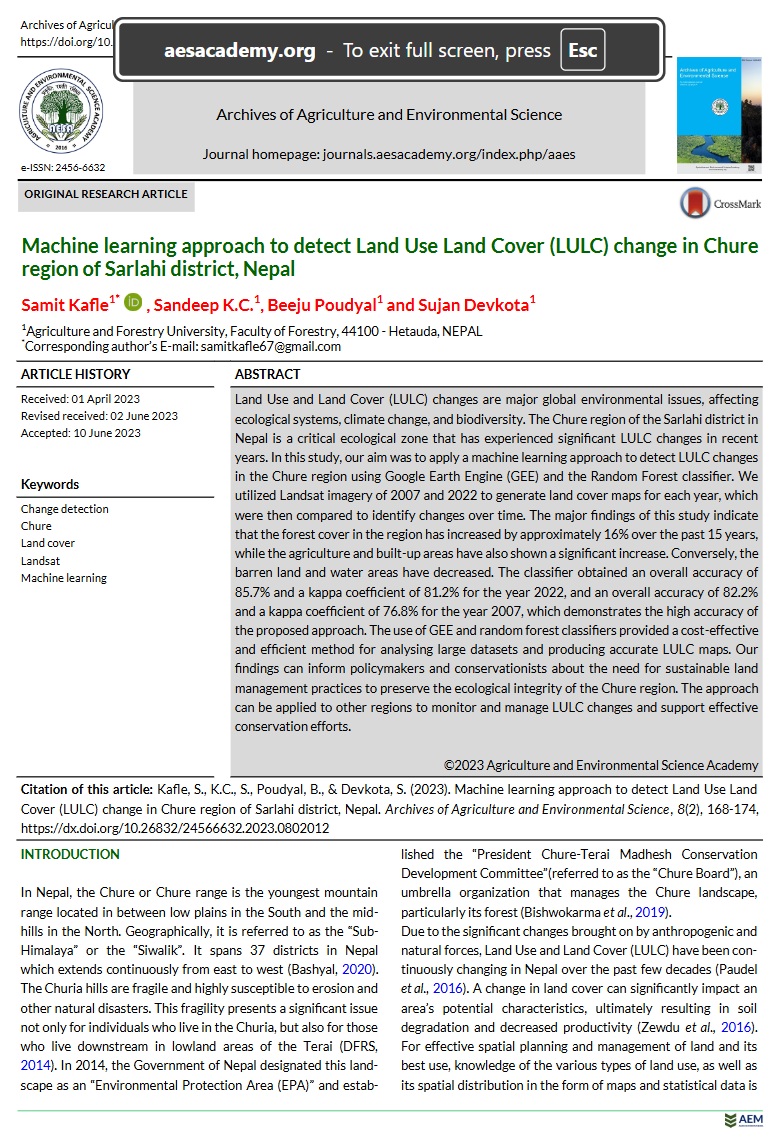 Archives of Agricul
https://doi.org/10.
aesacademy.org - To exit full screen, press Esc
Archives of Agriculture and Environmental Science
Journal homepage: journals.aesacademy.org/index.php/aaes
AGRICULTURE AND ENVIRONMENTAL SCIENCE ACADEMY
2016
Archives of Agriculture and
Environmental Science
e-ISSN: 2456-6632
ORIGINAL RESEARCH ARTICLE
CrossMark
Machine learning approach to detect Land Use Land Cover (LULC) change in Chure
region of Sarlahi district, Nepal
Samit Kafle1* iD , Sandeep K.C.1, Beeju Poudyal1 and Sujan Devkota1
1Agriculture and Forestry University, Faculty of Forestry, 44100 - Hetauda, NEPAL
*Corresponding author's E-mail: samitkafle67@gmail.com
ARTICLE HISTORY
Received: 01 April 2023
Revised received: 02 June 2023
Accepted: 10 June 2023
Keywords
Change detection
Chure
Land cover
Landsat
Machine learning
ABSTRACT
Land Use and Land Cover (LULC) changes are major global environmental issues, affecting
ecological systems, climate change, and biodiversity. The Chure region of the Sarlahi district in
Nepal is a critical ecological zone that has experienced significant LULC changes in recent
years. In this study, our aim was to apply a machine learning approach to detect LULC changes
in the Chure region using Google Earth Engine (GEE) and the Random Forest classifier. We
utilized Landsat imagery of 2007 and 2022 to generate land cover maps for each year, which
were then compared to identify changes over time. The major findings of this study indicate
that the forest cover in the region has increased by approximately 16% over the past 15 years,
while the agriculture and built-up areas have also shown a significant increase. Conversely, the
barren land and water areas have decreased. The classifier obtained an overall accuracy of
85.7% and a kappa coefficient of 81.2% for the year 2022, and an overall accuracy of 82.2%
and a kappa coefficient of 76.8% for the year 2007, which demonstrates the high accuracy of
the proposed approach. The use of GEE and random forest classifiers provided a cost-effective
and efficient method for analysing large datasets and producing accurate LULC maps. Our
findings can inform policymakers and conservationists about the need for sustainable land
management practices to preserve the ecological integrity of the Chure region. The approach
can be applied to other regions to monitor and manage LULC changes and support effective
conservation efforts.
©2023 Agriculture and Environmental Science Academy
Citation of this article: Kafle, S., K.C., S., Poudyal, B., & Devkota, S. (2023). Machine learning approach to detect Land Use Land
Cover (LULC) change in Chure region of Sarlahi district, Nepal. Archives of Agriculture and Environmental Science, 8(2), 168-174,
https://dx.doi.org/10.26832/24566632.2023.0802012
INTRODUCTION
In Nepal, the Chure or Chure range is the youngest mountain
range located in between low plains in the South and the mid-
hills in the North. Geographically, it is referred to as the “Sub-
Himalaya” or the “Siwalik”. It spans 37 districts in Nepal
which extends continuously from east to west (Bashyal, 2020).
The Churia hills are fragile and highly susceptible to erosion and
other natural disasters. This fragility presents a significant issue
not only for individuals who live in the Churia, but also for those
who live downstream in lowland areas of the Terai (DFRS,
2014). In 2014, the Government of Nepal designated this land-
scape as an “Environmental Protection Area (EPA)” and estab-
lished the “President Chure-Terai Madhesh Conservation
Development Committee”(referred to as the “Chure Board”), an
umbrella organization that manages the Chure landscape,
particularly its forest (Bishwokarma et al., 2019).
Due to the significant changes brought on by anthropogenic and
natural forces, Land Use and Land Cover (LULC) have been con-
tinuously changing in Nepal over the past few decades (Paudel
et al., 2016). A change in land cover can significantly impact an
area's potential characteristics, ultimately resulting in soil
degradation and decreased productivity (Zewdu et al., 2016).
For effective spatial planning and management of land and its
best use, knowledge of the various types of land use, as well as
its spatial distribution in the form of maps and statistical data is
AEM